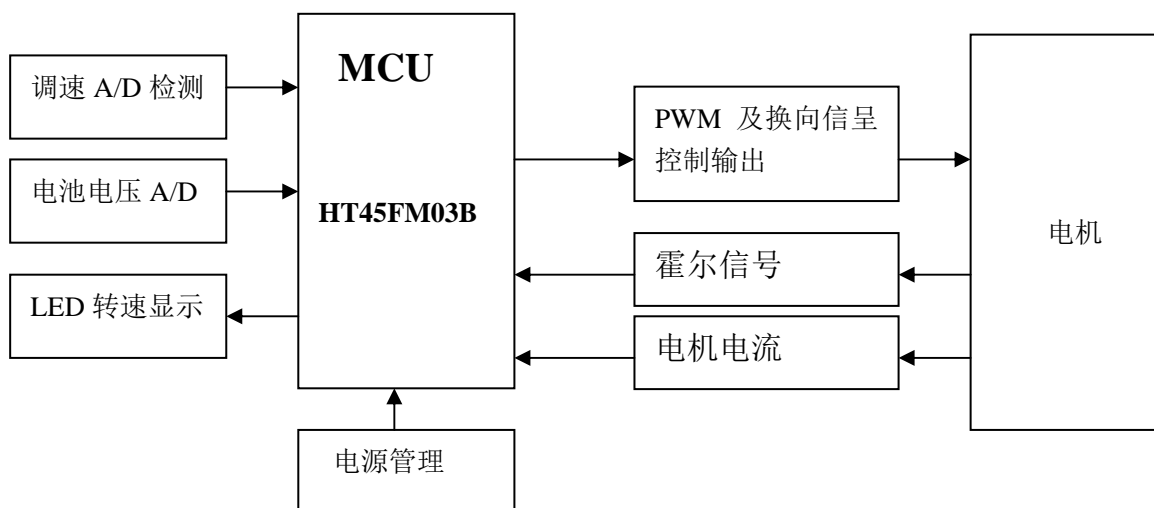 MCU
HT45FM03B
调速 A/D 检测
电池电压 A/D
LED 转速显示
PWM 及换向信呈
控制输出
霍尔信号
电机电流
电机
电源管理